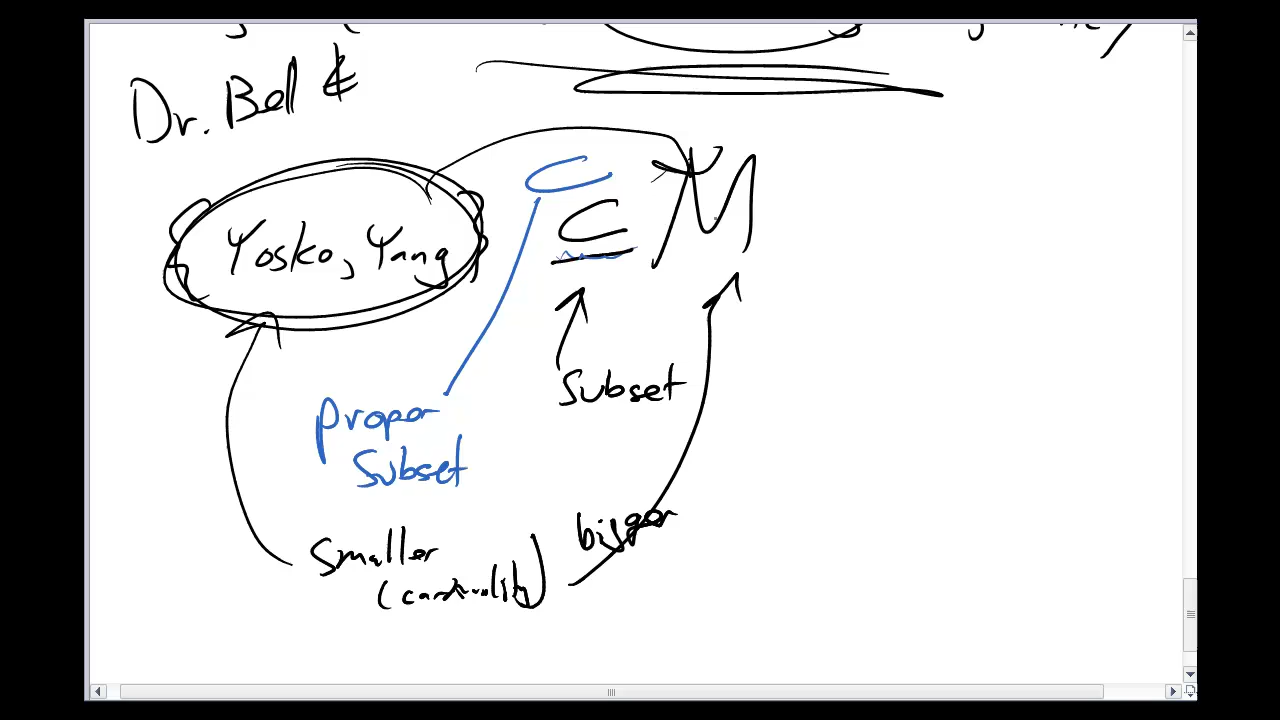 Dr. Bell ∉
⊂
{Yosko, Yang} ⊆ M
Subset
proper
Subset
Smaller bigger
(cardinality)